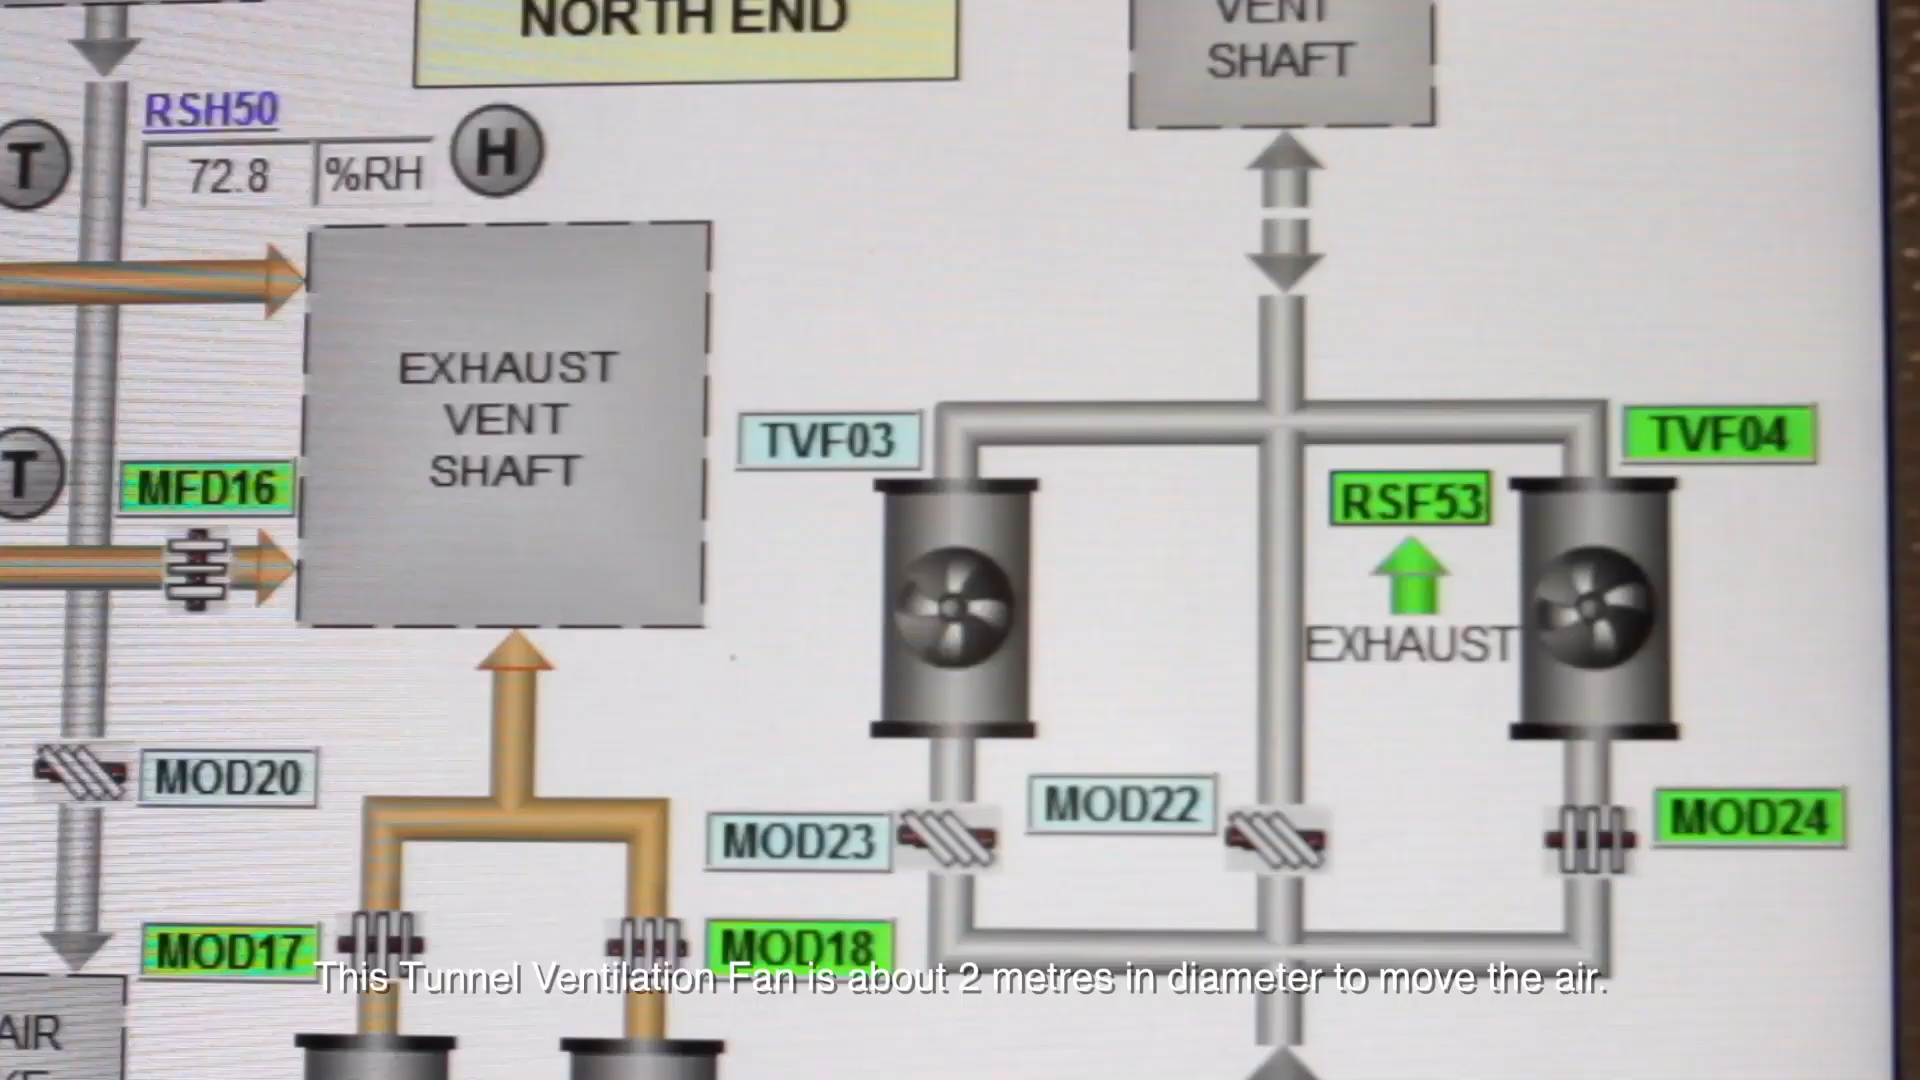 NORTH END
VENT
SHAFT
RSH50
T
72.8
%RH
H
EXHAUST
VENT
SHAFT
TVF03
TVF04
T
MFD16
RSF53
EXHAUST
MOD20
MOD22
MOD23
MOD24
MOD17
MOD18
This Tunnel Ventilation Fan is about 2 metres in diameter to move the air.
AIR